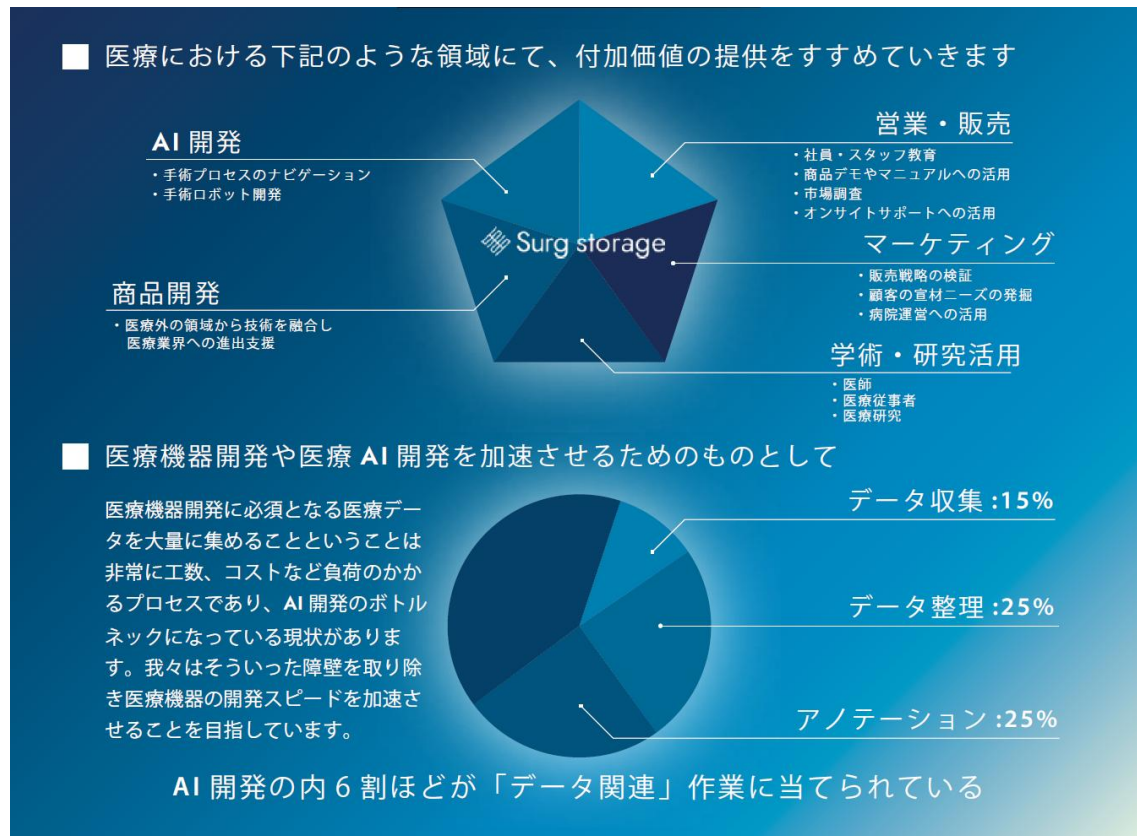 医療における下記のような領域にて、付加価値の提供をすすめていきます
AI 開発
・手術プロセスのナビゲーション
・手術ロボット開発
営業・販売
・社員・スタッフ教育
・商品デモやマニュアルへの活用
・市場調査
・オンサイトサポートへの活用
Surg storage
マーケティング
・販売戦略の検証
・顧客の宣材ニーズの発掘
・病院運営への活用
商品開発
・医療外の領域から技術を融合し
医療業界への進出支援
学術・研究活用
・医師
・医療従事者
・医療研究
医療機器開発や医療 AI 開発を加速させるためのものとして
医療機器開発に必須となる医療デー
タを大量に集めることということは
非常に工数、コストなど負荷のかか
るプロセスであり、AI 開発のボトル
ネックになっている現状がありま
す。我々はそういった障壁を取り除
き医療機器の開発スピードを加速さ
せることを目指しています。
データ収集 :15%
データ整理 :25%
アノテーション :25%
AI 開発の内 6 割ほどが「データ関連」作業に当てられている